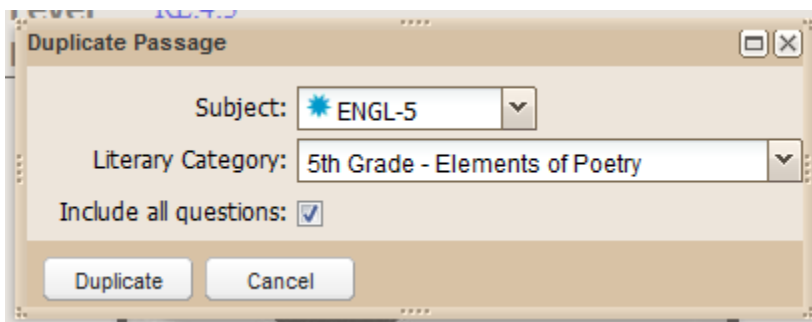 Duplicate Passage
Subject: ENGL-5
Literary Category: 5th Grade - Elements of Poetry
Include all questions:
Duplicate Cancel